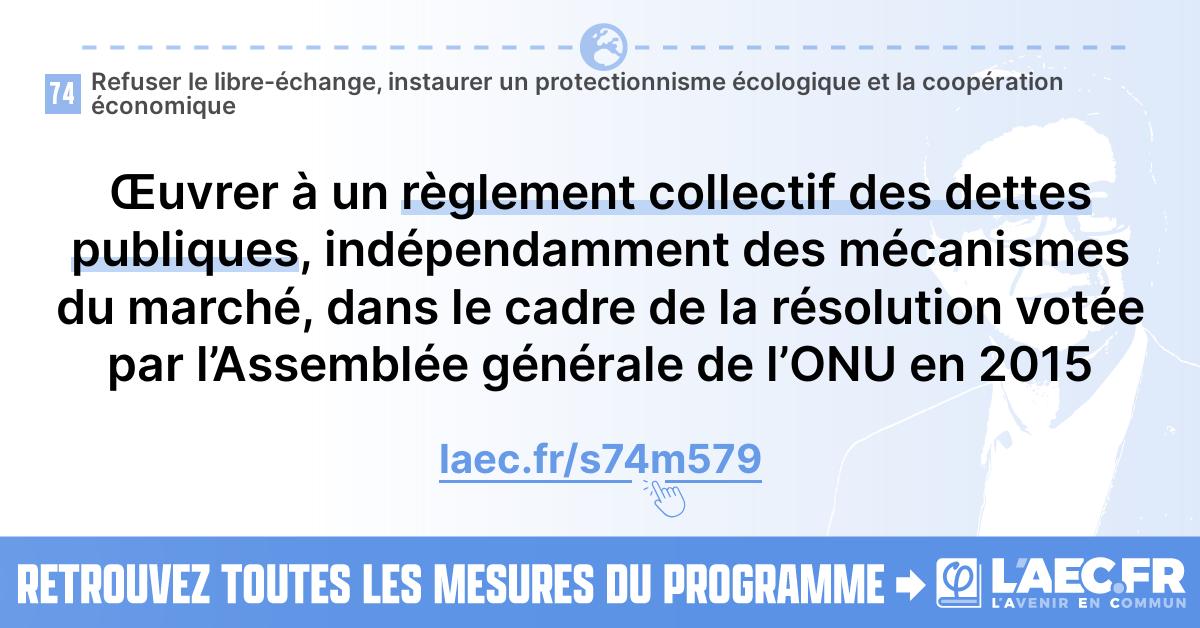 74
Refuser le libre-échange, instaurer un protectionnisme écologique et la coopération
économique
Œuvrer à un règlement collectif des dettes
publiques, indépendamment des mécanismes
du marché, dans le cadre de la résolution votée
par l’Assemblée générale de l’ONU en 2015
laec.fr/s74m579
RETROUVEZ TOUTES LES MESURES DU PROGRAMME
φ
L'AEC.FR
L'AVENIR EN COMMUN